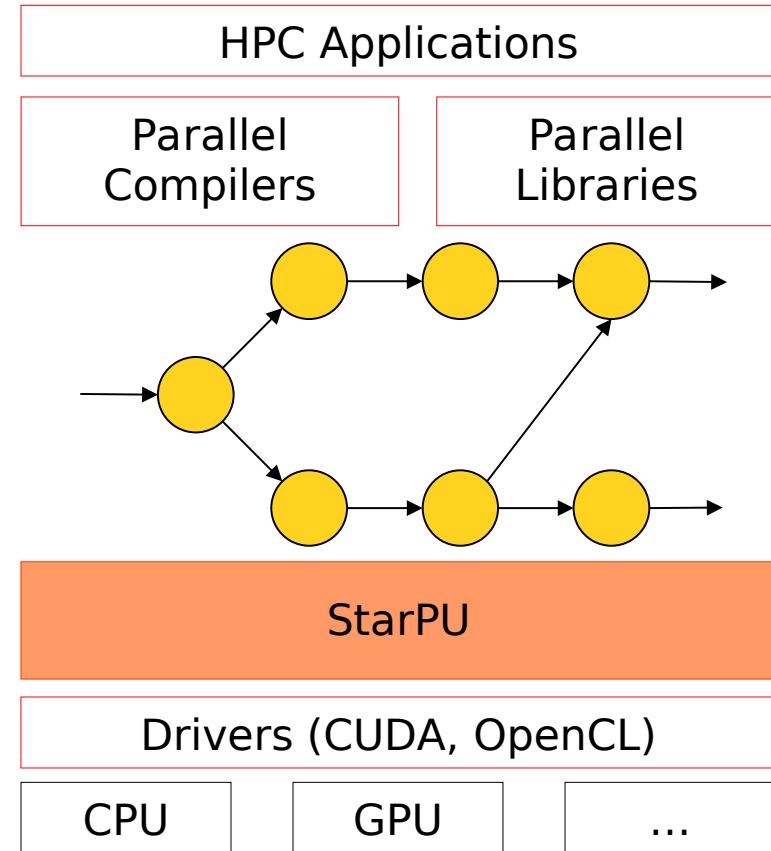 HPC Applications
Parallel
Compilers
Parallel
Libraries
StarPU
Drivers (CUDA, OpenCL)
CPU
GPU
...